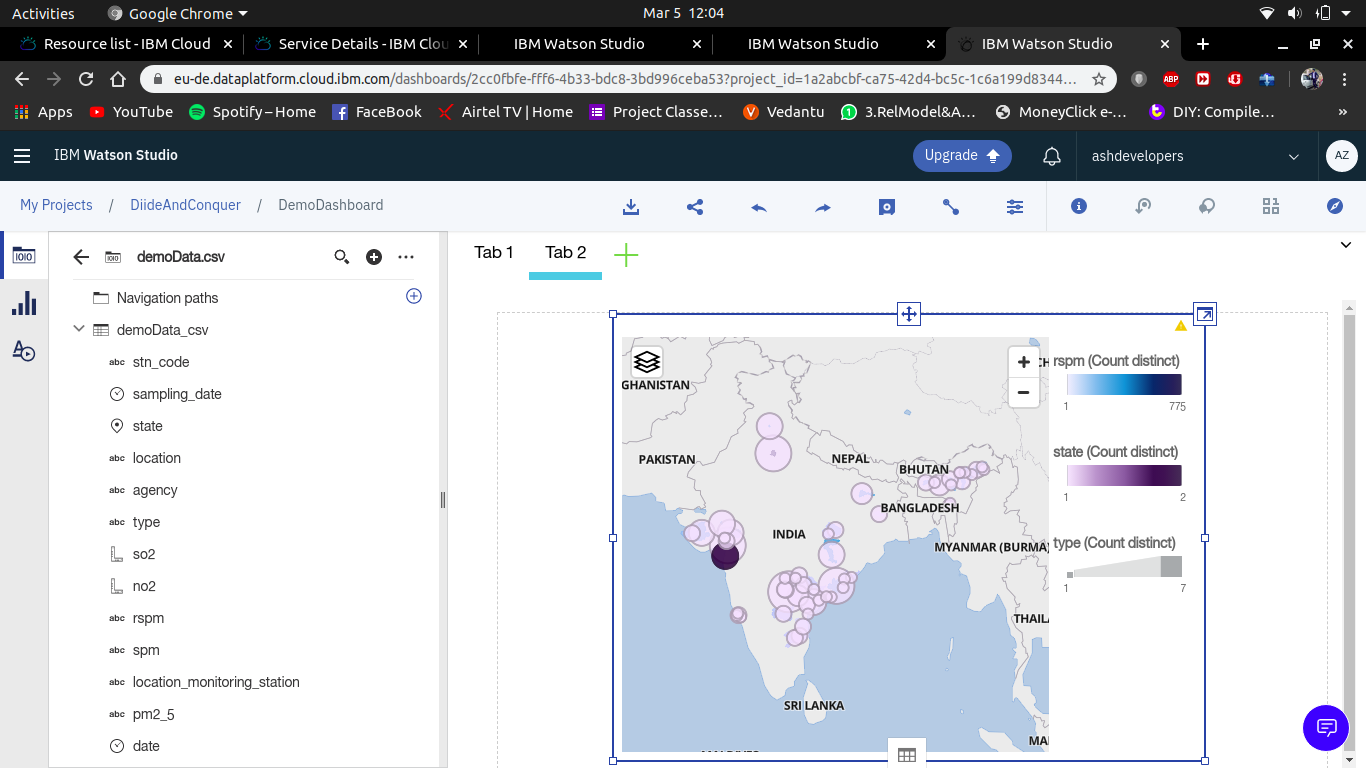 Activities
Google Chrome
Mar 5 12:04
Resource list - IBM Cloud
Service Details - IBM Clou
IBM Watson Studio
IBM Watson Studio
IBM Watson Studio
eu-de.dataplatform.cloud.ibm.com/dashboards/2cc0fbfe-fff6-4b33-bdc8-3bd996ceba53?project_id=1a2abcbf-ca75-42d4-bc5c-1c6a199d8344...
ABP
Apps
YouTube
Spotify – Home
FaceBook
Airtel TV | Home
Project Classe...
Vedantu
3.RelModel&A...
MoneyClick e-...
DIY: Compile...
»
IBM Watson Studio
Upgrade
ashdevelopers
AZ
My Projects / DiideAndConquer / DemoDashboard
demoData.csv
Tab 1
Tab 2
Navigation paths
demoData_csv
abc stn_code
sampling_date
state
abc location
abc agency
abc type
so2
no2
abc rspm
abc spm
abc location_monitoring_station
abc pm2_5
date
GHANISTAN
PAKISTAN
NEPAL
BHUTAN
BANGLADESH
INDIA
MYANMAR (BURMA)
THAILA
SRI LANKA
MA
rspm (Count distinct)
1 775
state (Count distinct)
1 2
type (Count distinct)
1 7